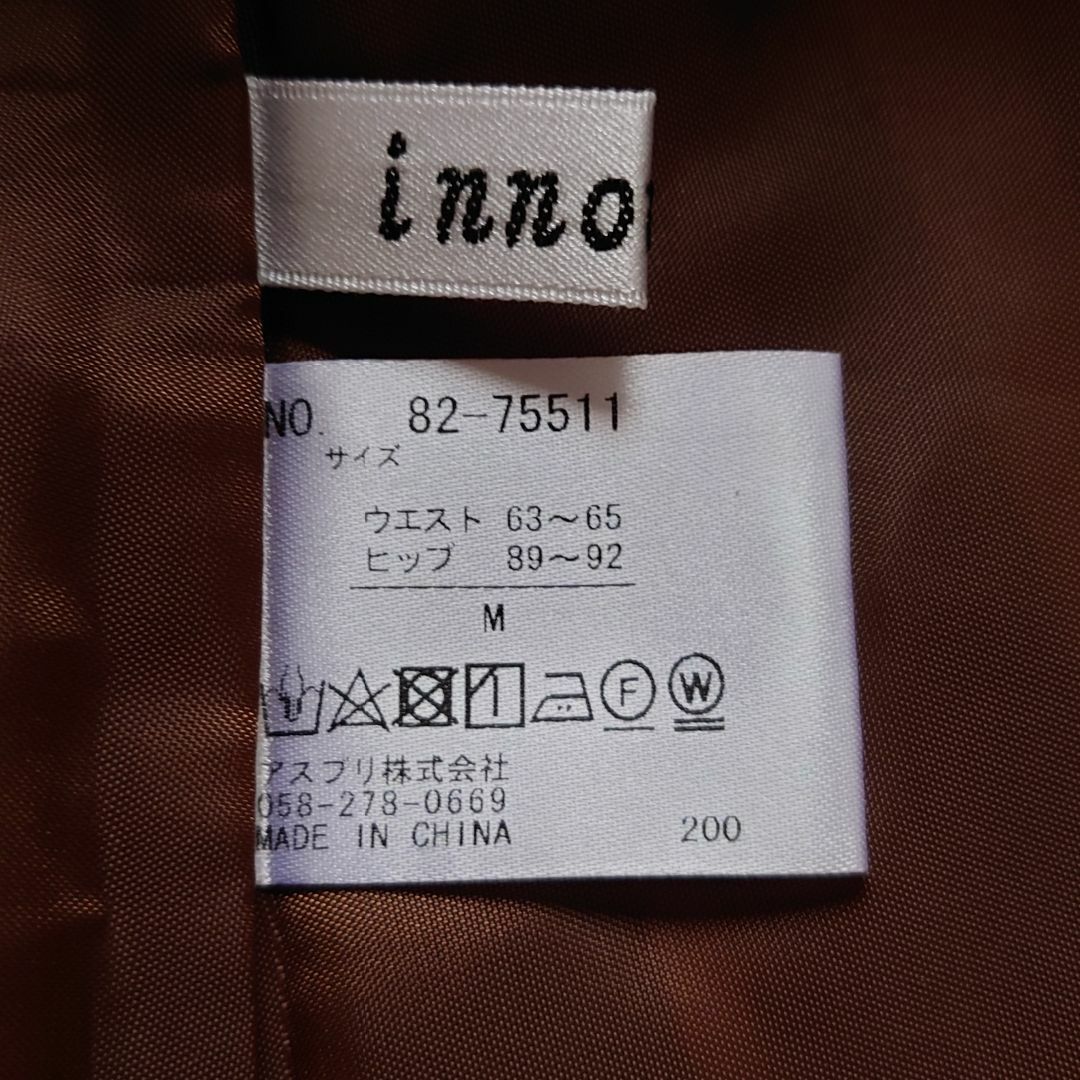 inno
NO. 82-75511
サイズ
ウエスト 63～65
ヒップ 89～92
M
F W
アスプリ株式会社
058-278-0669
MADE IN CHINA 200